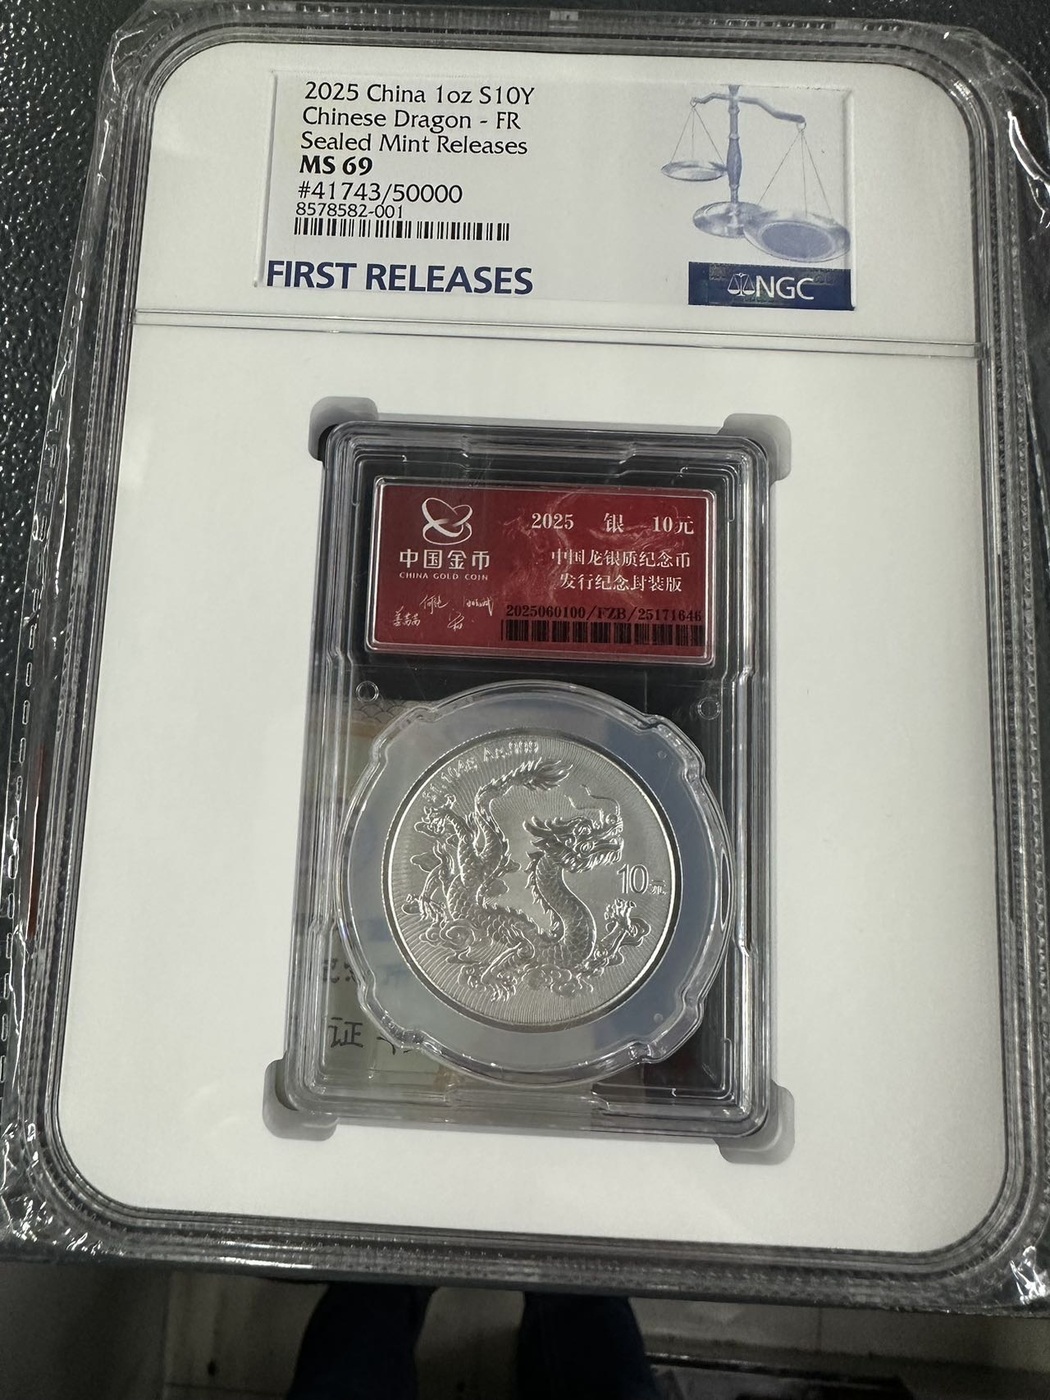 2025 China 1oz S10Y
Chinese Dragon - FR
Sealed Mint Releases
MS 69
#41743/50000
8578582-001
FIRST RELEASES
NGC
中国金币
CHINA GOLD COIN
2025 银 10元
中国龙银质纪念币
发行纪念封装版
2025060100/FZB/25171646
10元
证